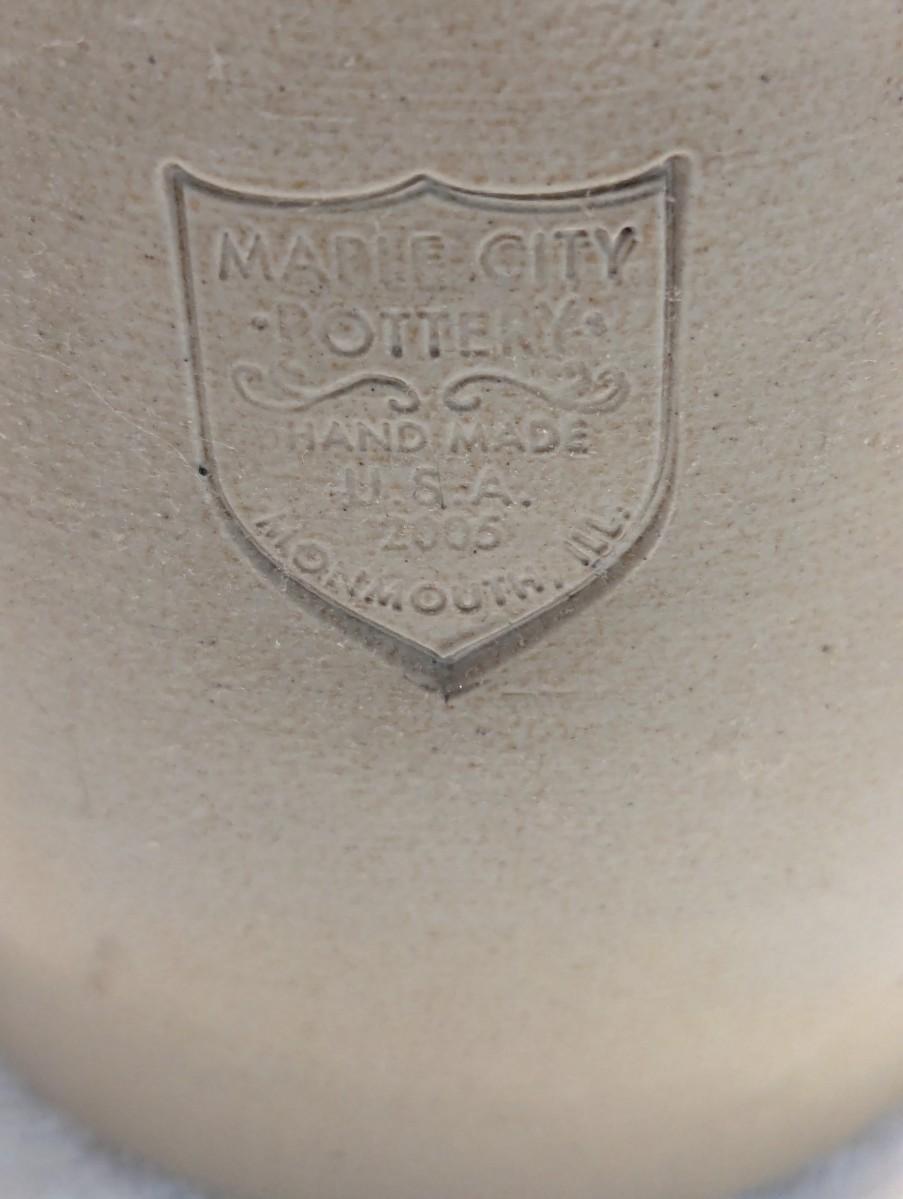 MAPLE CITY
·POTTERY·
HAND MADE
U.S.A.
2005
MONMOUTH, ILL.